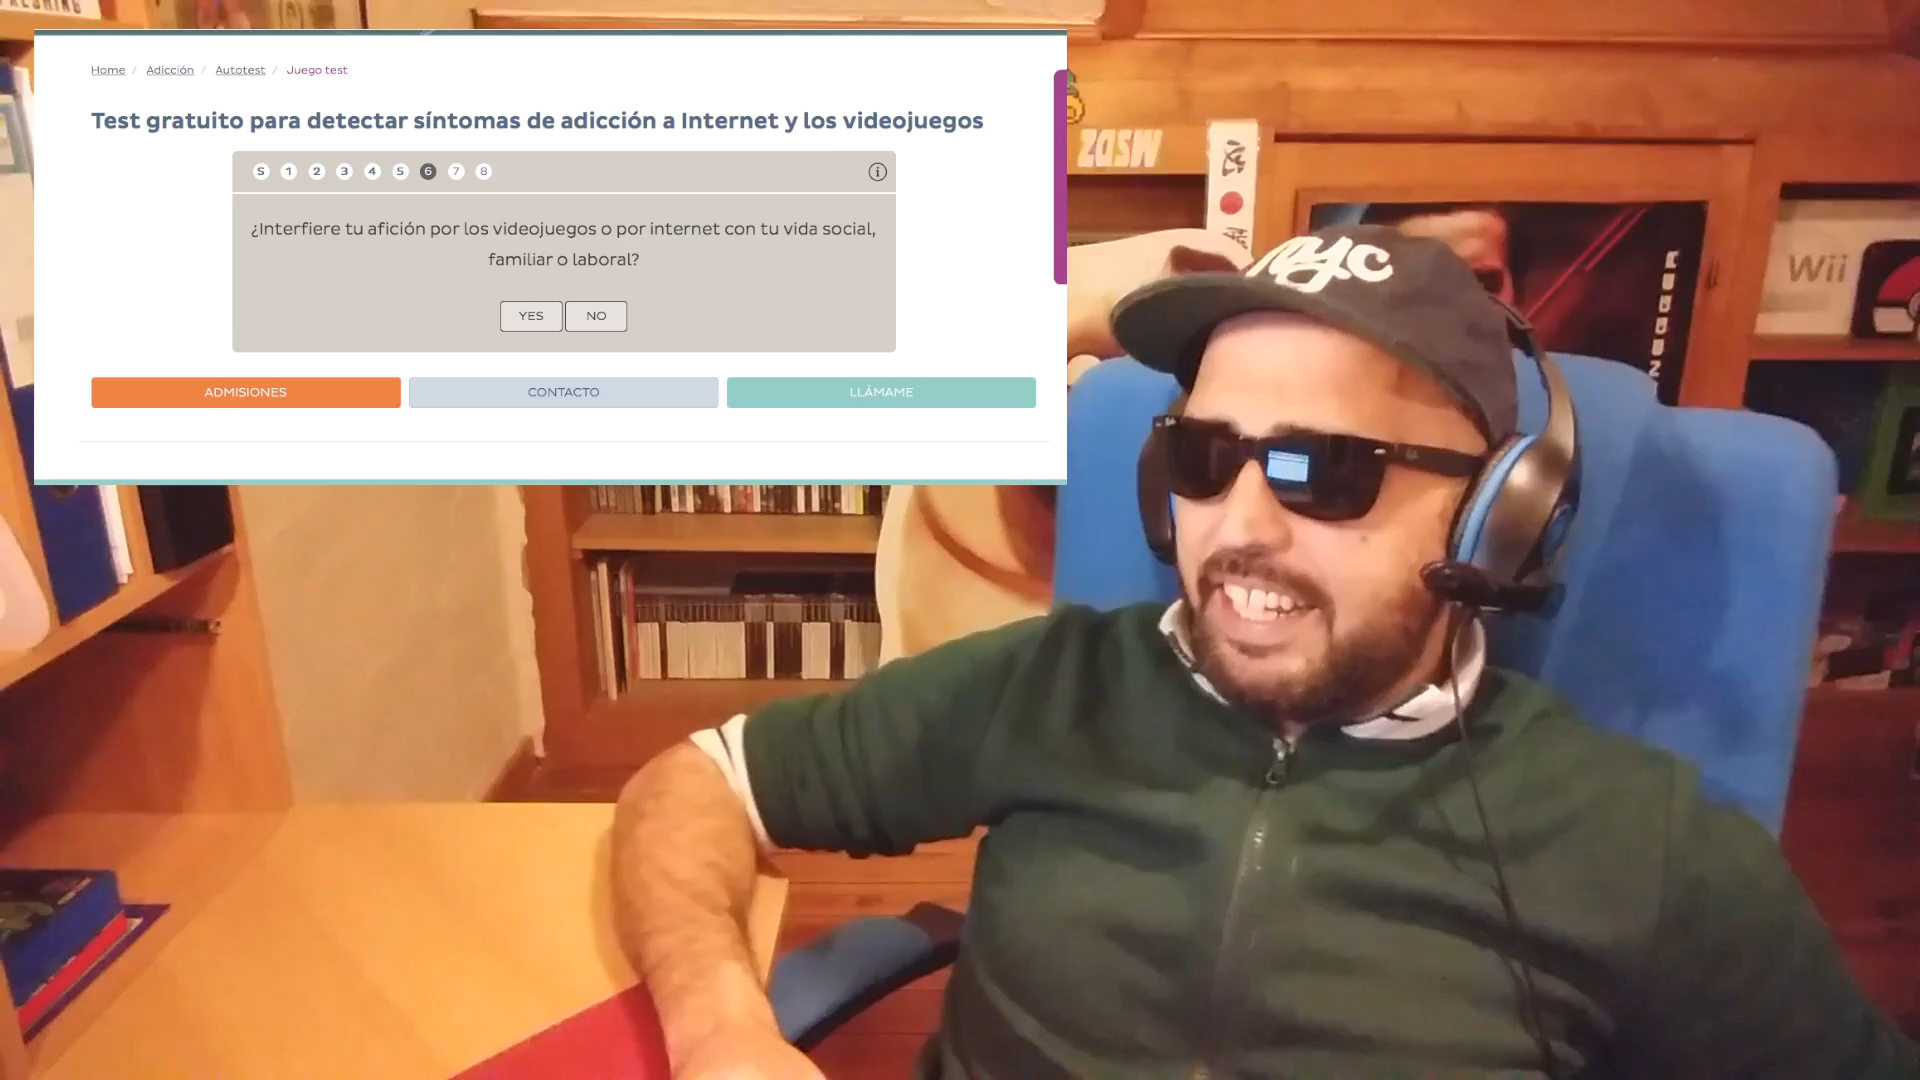 Home / Adicción / Autotest / Juego test
Test gratuito para detectar síntomas de adicción a Internet y los videojuegos
S 1 2 3 4 5 6 7 8
¿Interfiere tu afición por los videojuegos o por internet con tu vida social,
familiar o laboral?
YES NO
ADMISIONES CONTACTO LLÁMAME
nyc
Wii